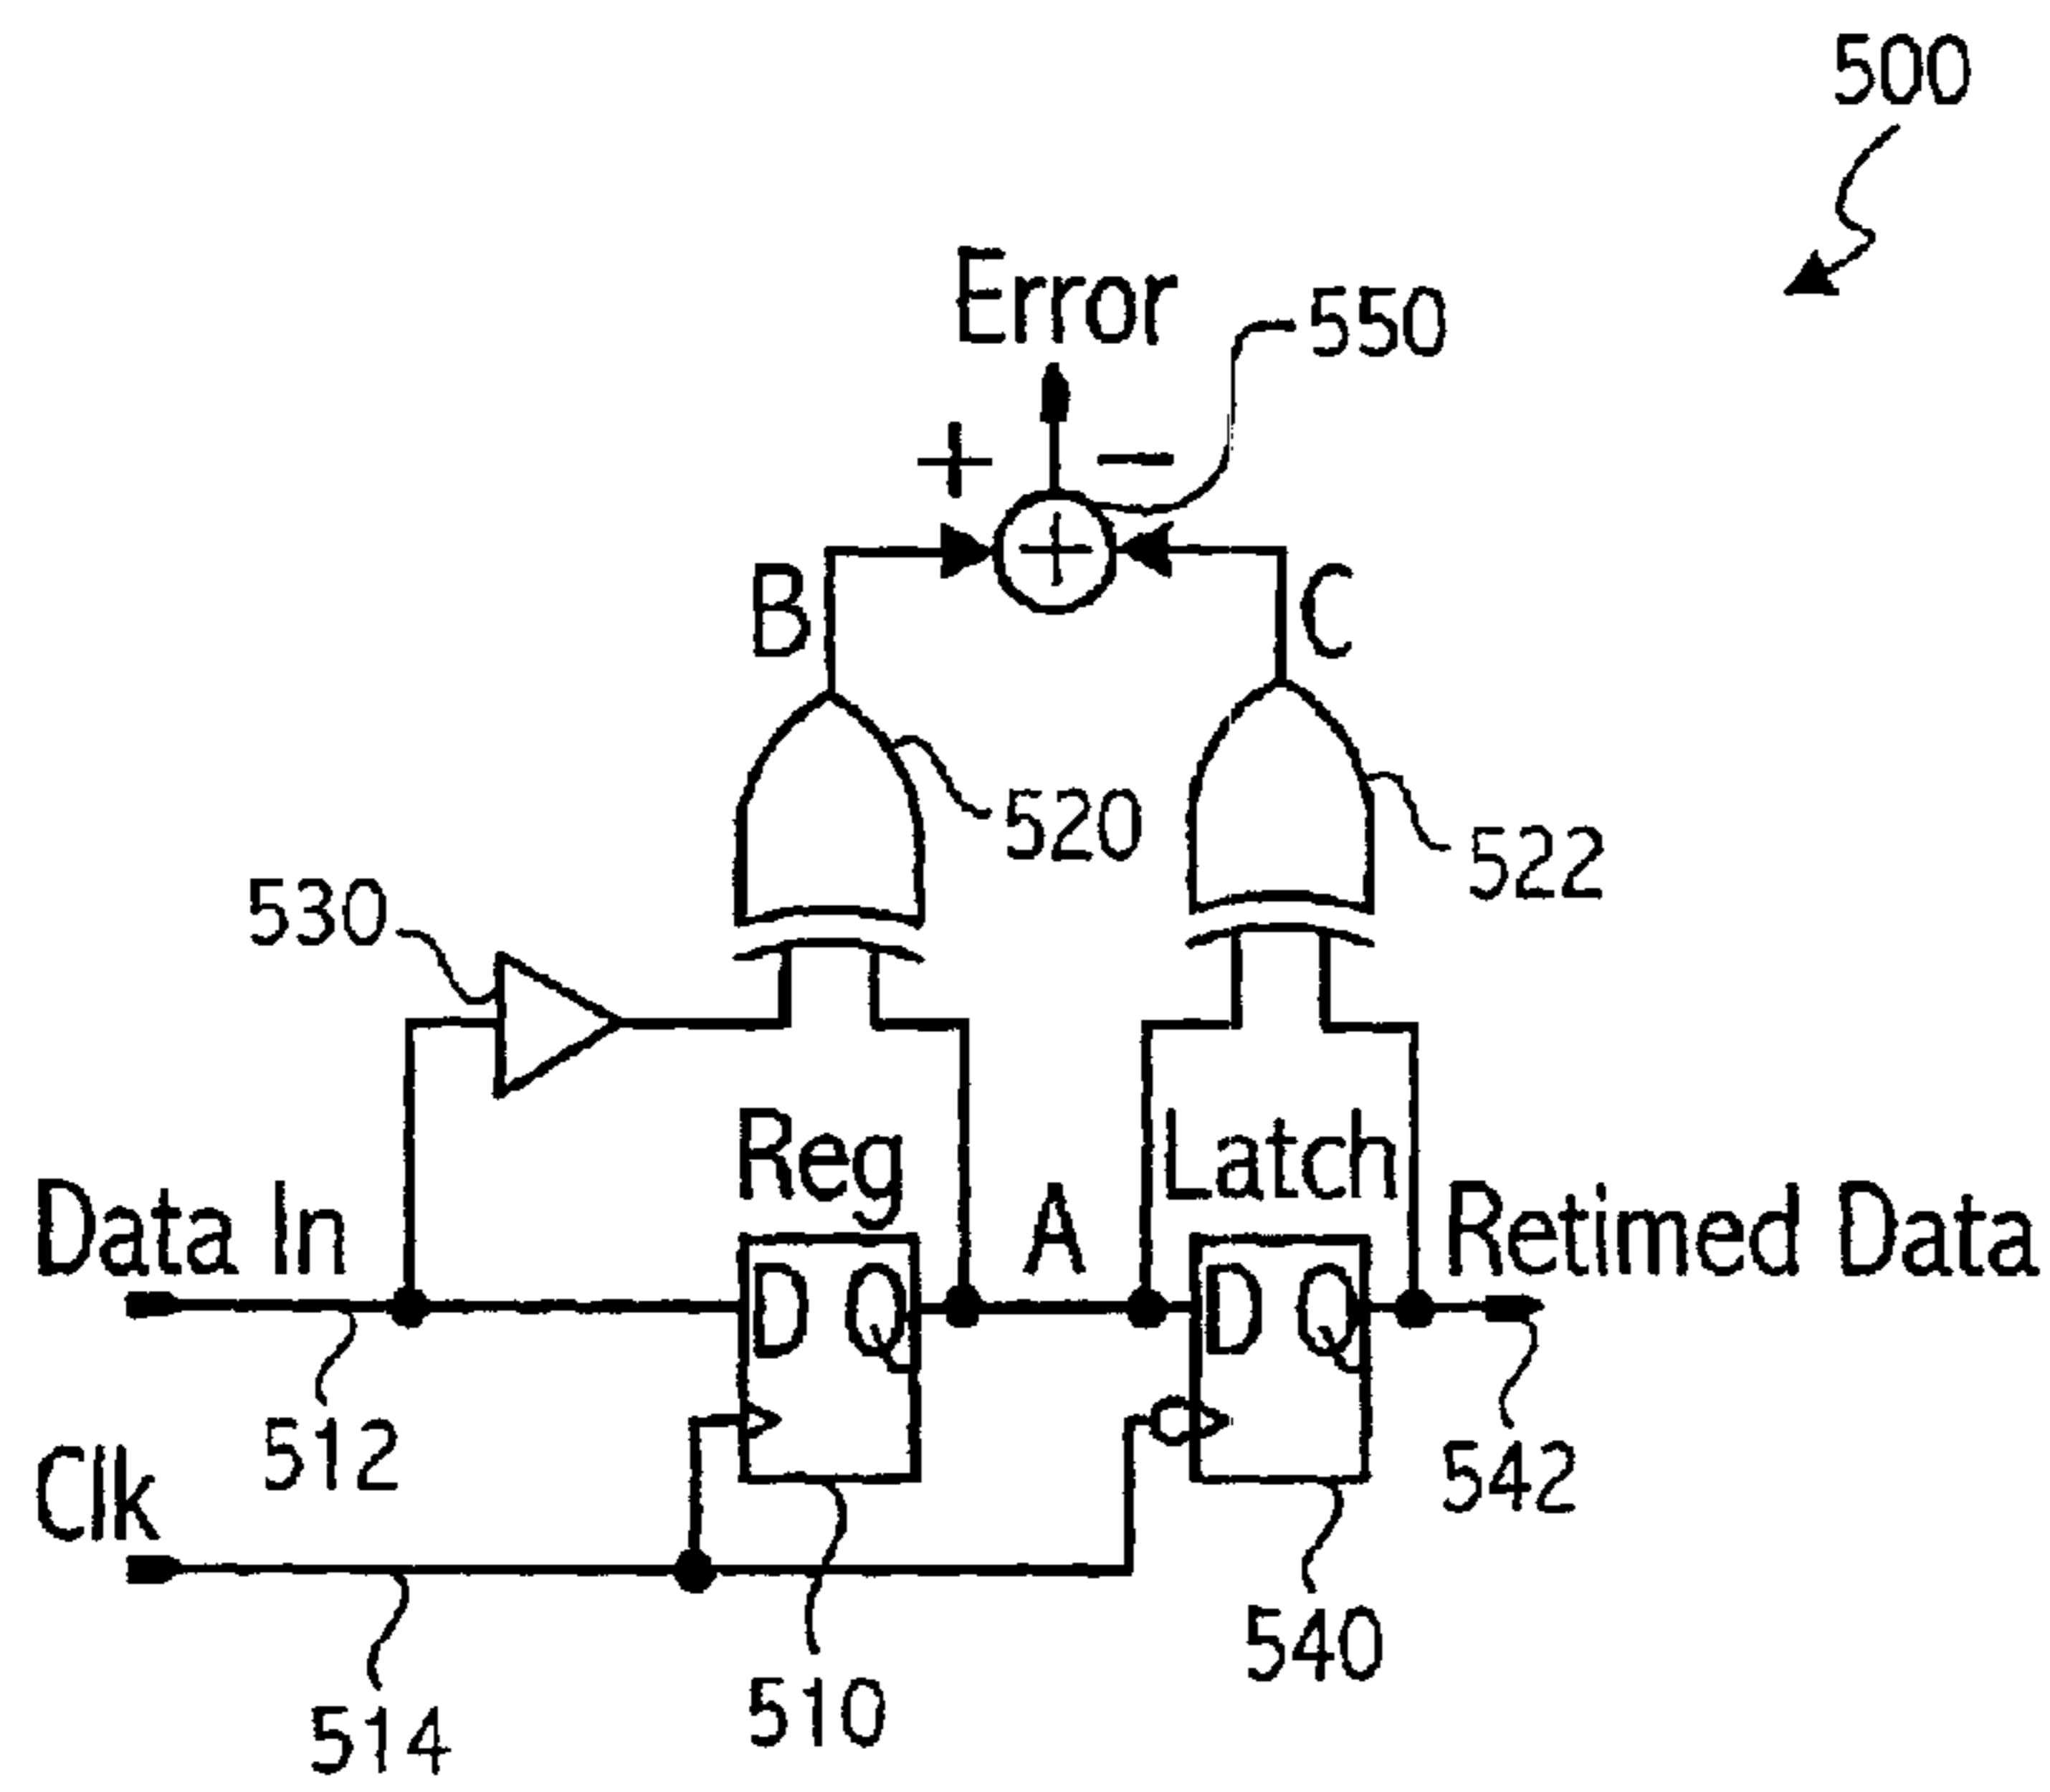 500
Error
550
+
−
B
C
520
522
530
Reg
Latch
Data In
A
Retimed Data
D Q
D Q
512
542
Clk
540
510
514